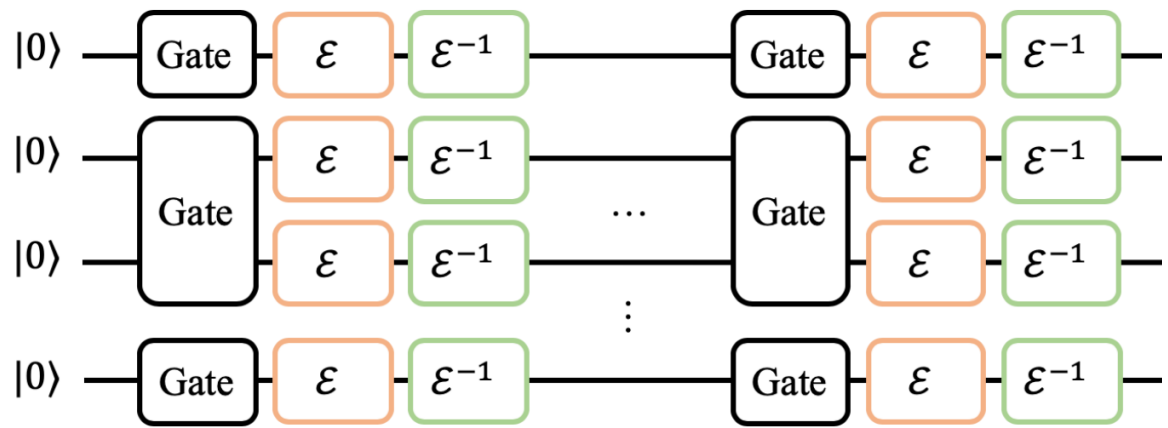 |0⟩ Gate ℰ ℰ⁻¹ Gate ℰ ℰ⁻¹
|0⟩ ℰ ℰ⁻¹ ℰ ℰ⁻¹
Gate ... Gate
|0⟩ ℰ ℰ⁻¹ ℰ ℰ⁻¹
⋮
|0⟩ Gate ℰ ℰ⁻¹ Gate ℰ ℰ⁻¹